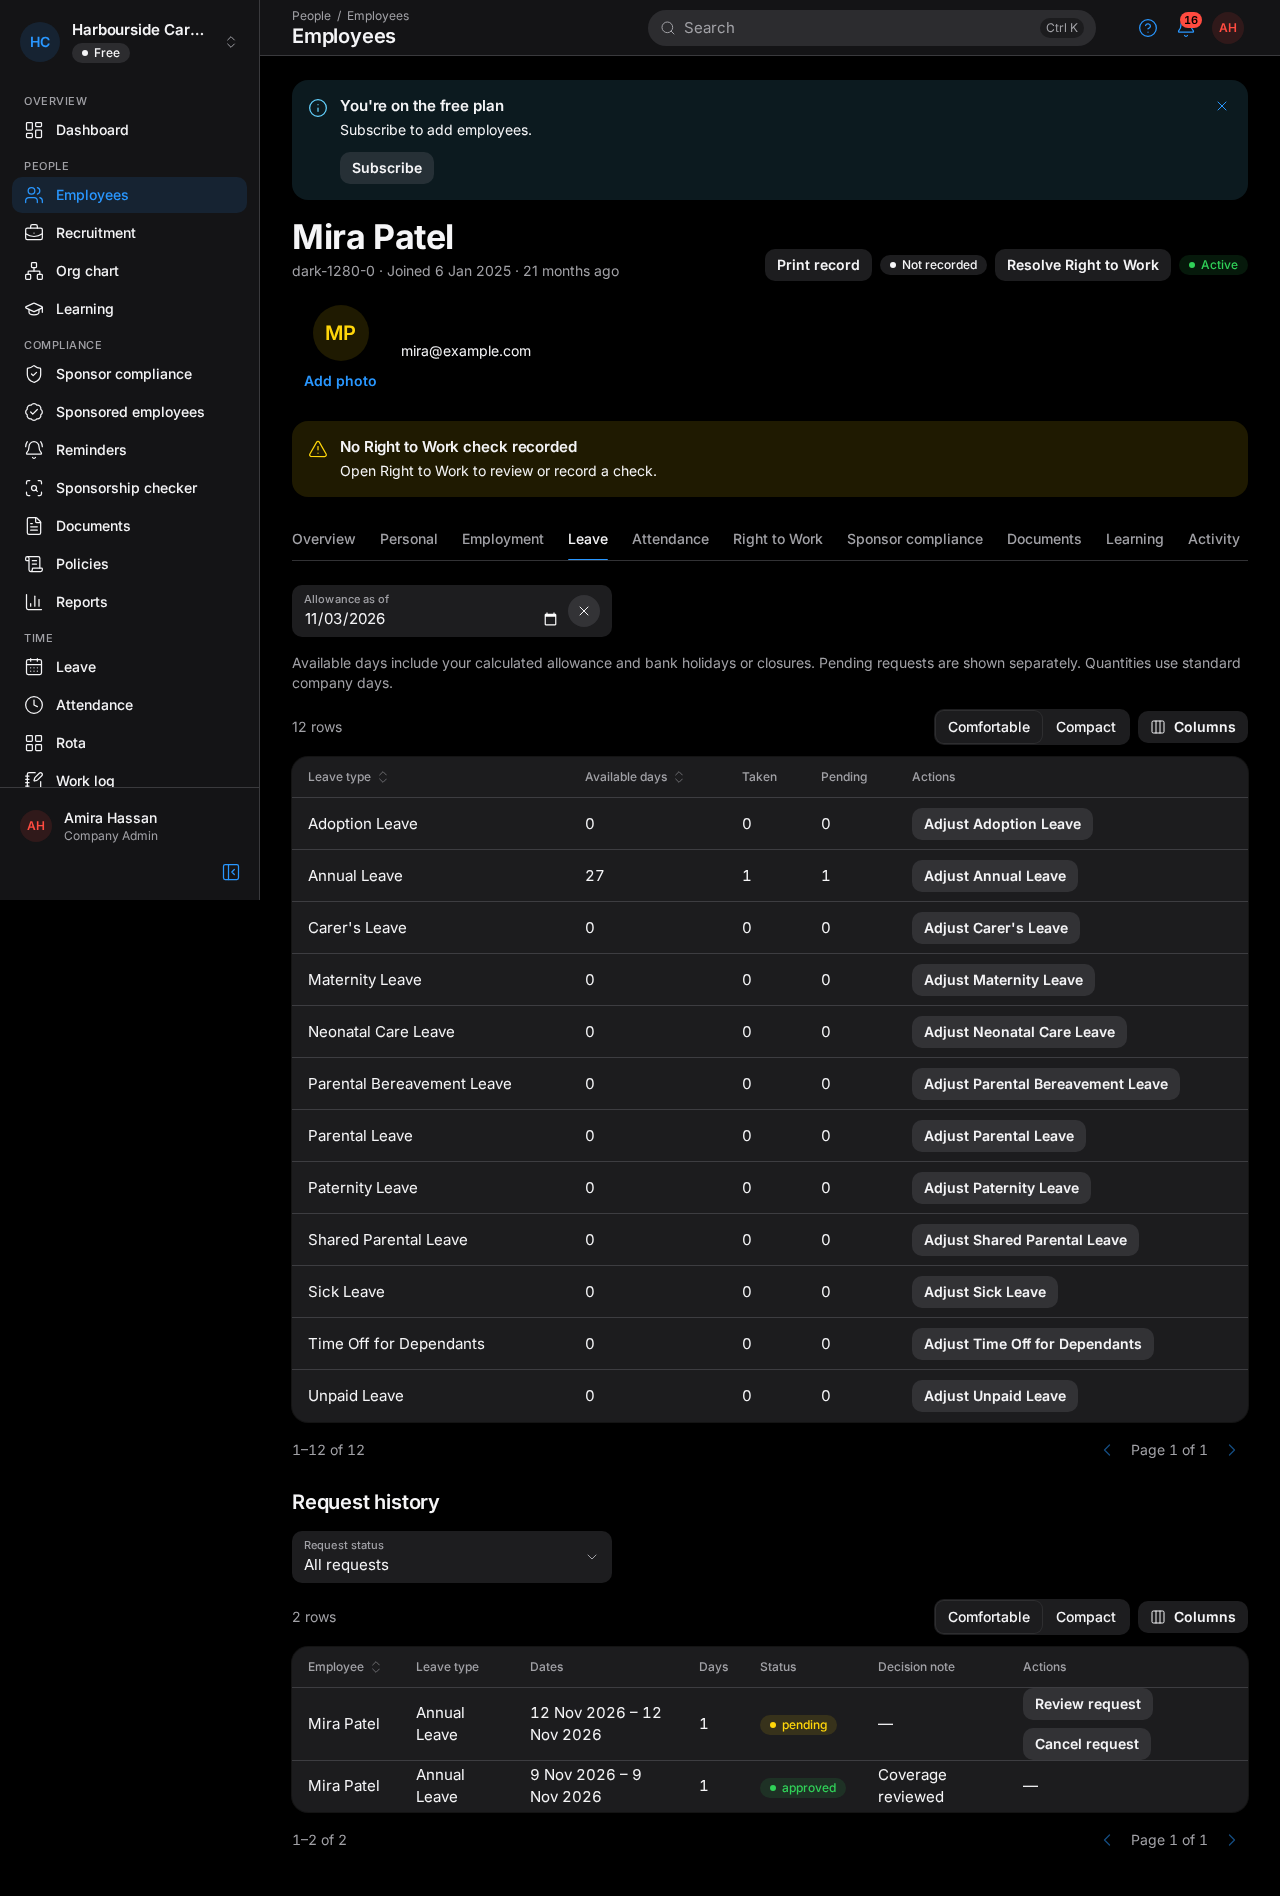 HC
Harbourside Car...
Free
OVERVIEW
Dashboard
PEOPLE
Employees
Recruitment
Org chart
Learning
COMPLIANCE
Sponsor compliance
Sponsored employees
Reminders
Sponsorship checker
Documents
Policies
Reports
TIME
Leave
Attendance
Rota
Work log
AH
Amira Hassan
Company Admin
People / Employees
Employees
Search
Ctrl K
16
AH
You're on the free plan
Subscribe to add employees.
Subscribe
Mira Patel
dark-1280-0 · Joined 6 Jan 2025 · 21 months ago
Print record
Not recorded
Resolve Right to Work
Active
MP
mira@example.com
Add photo
No Right to Work check recorded
Open Right to Work to review or record a check.
Overview Personal Employment Leave Attendance Right to Work Sponsor compliance Documents Learning Activity
Allowance as of
11/03/2026
Available days include your calculated allowance and bank holidays or closures. Pending requests are shown separately. Quantities use standard
company days.
12 rows
Comfortable Compact Columns
Leave type Available days Taken Pending Actions
Adoption Leave 0 0 0 Adjust Adoption Leave
Annual Leave 27 1 1 Adjust Annual Leave
Carer's Leave 0 0 0 Adjust Carer's Leave
Maternity Leave 0 0 0 Adjust Maternity Leave
Neonatal Care Leave 0 0 0 Adjust Neonatal Care Leave
Parental Bereavement Leave 0 0 0 Adjust Parental Bereavement Leave
Parental Leave 0 0 0 Adjust Parental Leave
Paternity Leave 0 0 0 Adjust Paternity Leave
Shared Parental Leave 0 0 0 Adjust Shared Parental Leave
Sick Leave 0 0 0 Adjust Sick Leave
Time Off for Dependants 0 0 0 Adjust Time Off for Dependants
Unpaid Leave 0 0 0 Adjust Unpaid Leave
1–12 of 12
Page 1 of 1
Request history
Request status
All requests
2 rows
Comfortable Compact Columns
Employee Leave type Dates Days Status Decision note Actions
Mira Patel
Annual
Leave
12 Nov 2026 – 12
Nov 2026
1
pending
—
Review request
Cancel request
Mira Patel
Annual
Leave
9 Nov 2026 – 9
Nov 2026
1
approved
Coverage
reviewed
—
1–2 of 2
Page 1 of 1